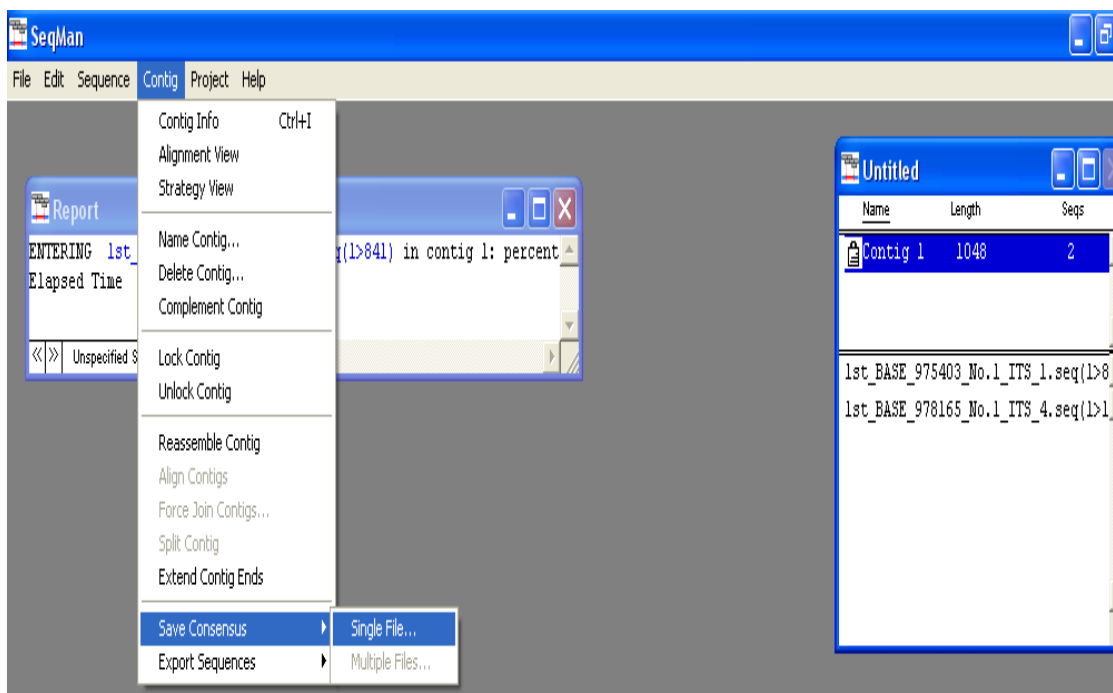 SeqMan
File Edit Sequence Contig Project Help
Contig Info Ctrl+I
Alignment View
Strategy View
Name Contig...
Delete Contig...
Complement Contig
Lock Contig
Unlock Contig
Reassemble Contig
Align Contigs
Force Join Contigs...
Split Contig
Extend Contig Ends
Save Consensus
Export Sequences
Single File...
Multiple Files...
Report
ENTERING 1st_ (1>841) in contig 1: percent
Elapsed Time
Unspecified S
Untitled
Name Length Seqs
Contig 1 1048 2
1st_BASE_975403_No.1_ITS_1.seq(1>8
1st_BASE_978165_No.1_ITS_4.seq(1>1